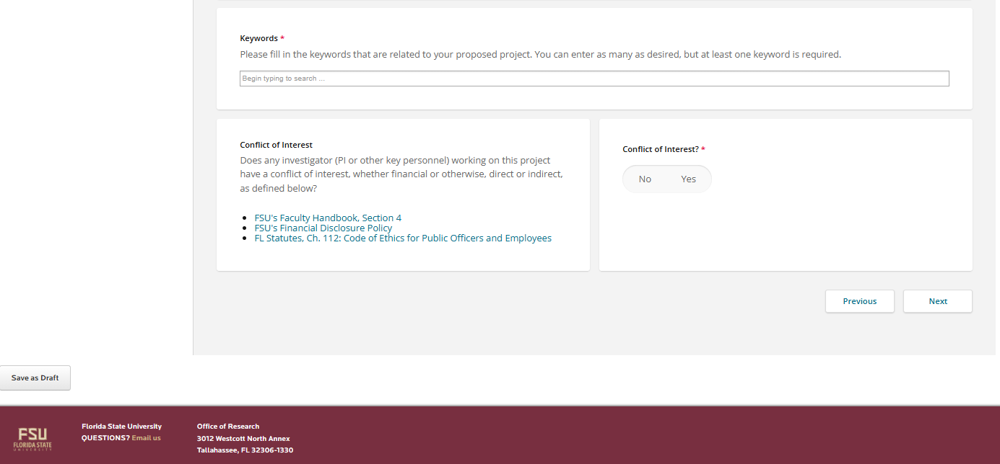 Keywords *
Please fill in the keywords that are related to your proposed project. You can enter as many as desired, but at least one keyword is required.
Begin typing to search ...
Conflict of Interest
Does any investigator (PI or other key personnel) working on this project
have a conflict of interest, whether financial or otherwise, direct or indirect,
as defined below?
• FSU's Faculty Handbook, Section 4
• FSU's Financial Disclosure Policy
• FL Statutes, Ch. 112: Code of Ethics for Public Officers and Employees
Conflict of Interest? *
No Yes
Previous Next
Save as Draft
FSU
FLORIDA STATE
UNIVERSITY
Florida State University
QUESTIONS? Email us
Office of Research
3012 Westcott North Annex
Tallahassee, FL 32306-1330